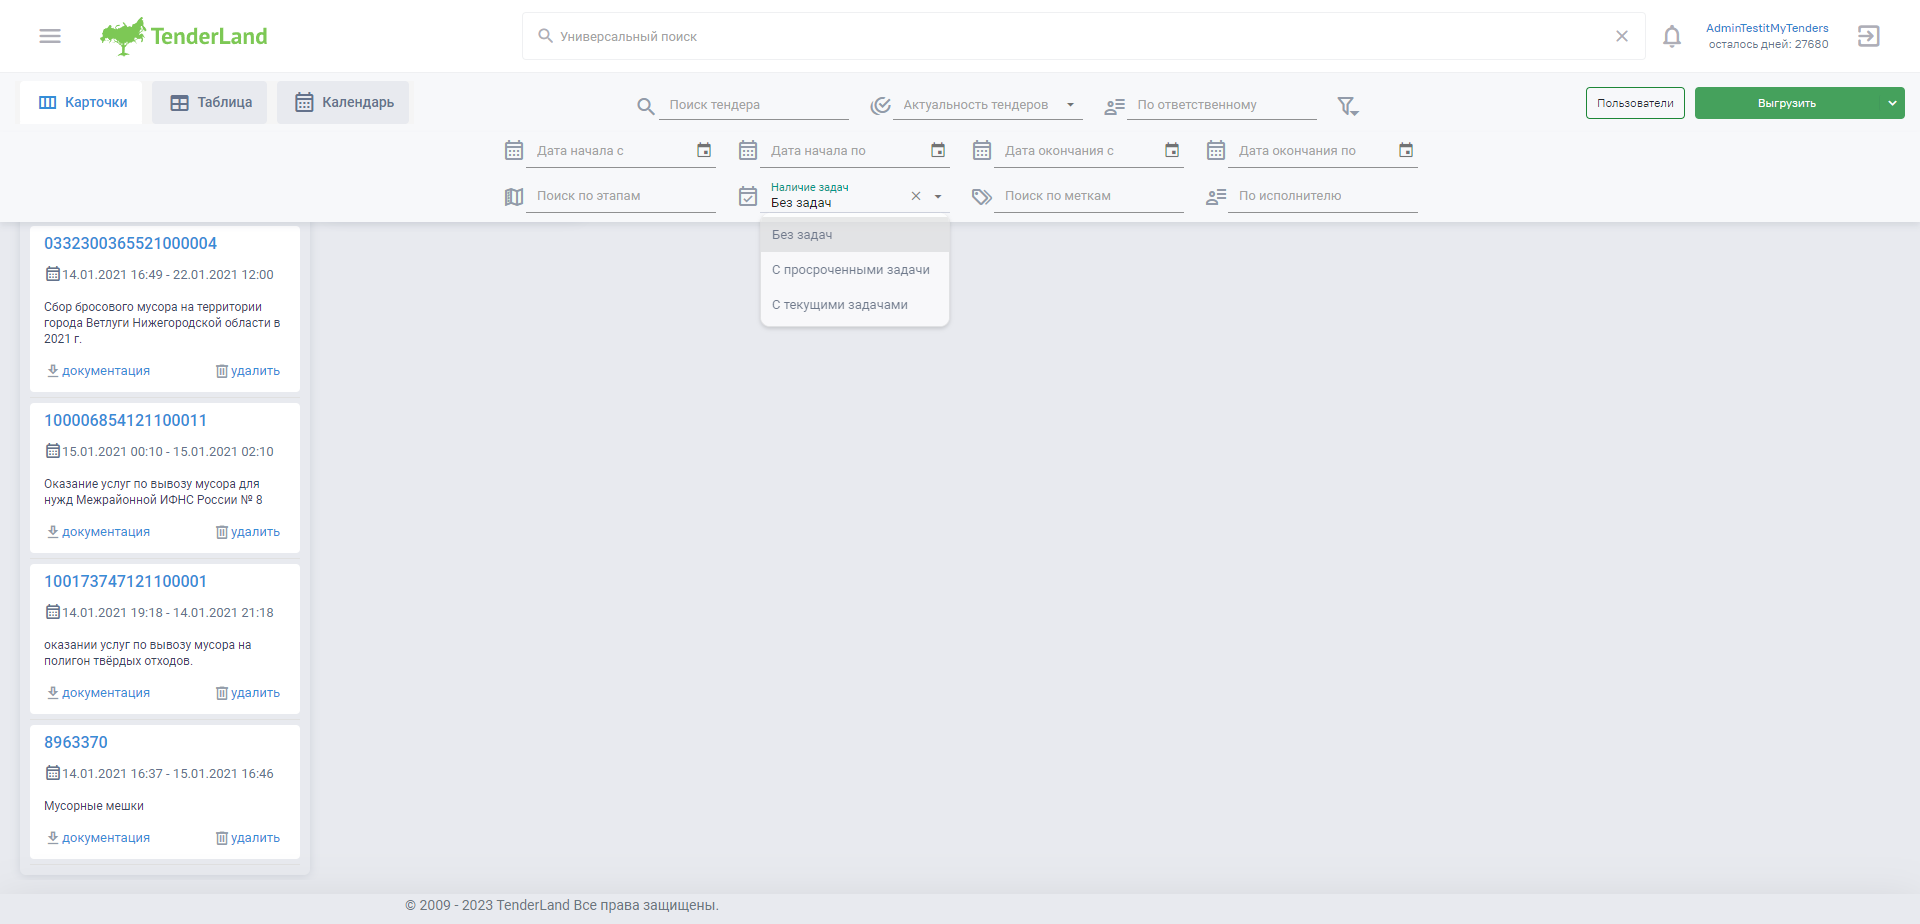 TenderLand
Универсальный поиск
AdminTestitMyTenders
осталось дней: 27680
Карточки
Таблица
Календарь
Поиск тендера
Актуальность тендеров
По ответственному
Пользователи
Выгрузить
Дата начала с
Дата начала по
Дата окончания с
Дата окончания по
Поиск по этапам
Наличие задач
Без задач
Поиск по меткам
По исполнителю
Без задач
С просроченными задачи
С текущими задачами
0332300365521000004
14.01.2021 16:49 - 22.01.2021 12:00
Сбор бросового мусора на территории
города Ветлуги Нижегородской области в
2021 г.
документация
удалить
100006854121100011
15.01.2021 00:10 - 15.01.2021 02:10
Оказание услуг по вывозу мусора для
нужд Межрайонной ИФНС России № 8
документация
удалить
100173747121100001
14.01.2021 19:18 - 14.01.2021 21:18
оказании услуг по вывозу мусора на
полигон твёрдых отходов.
документация
удалить
8963370
14.01.2021 16:37 - 15.01.2021 16:46
Мусорные мешки
документация
удалить
© 2009 - 2023 TenderLand Все права защищены.